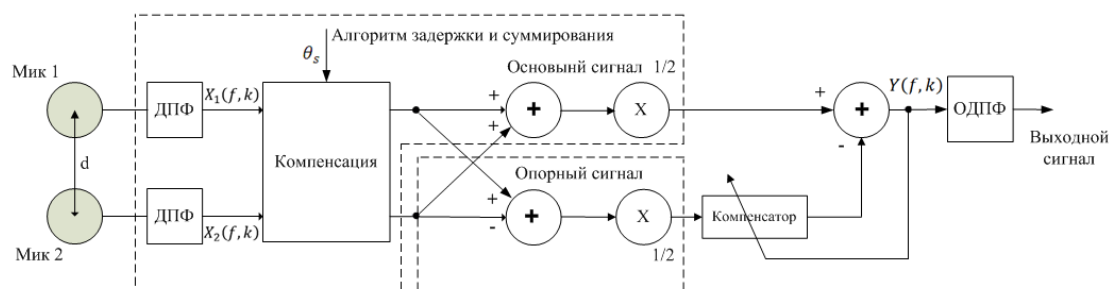 Алгоритм задержки и суммирования
θₛ
Мик 1
Основынй сигнал 1/2
ДПФ
X₁(f,k)
+
+
+
X
+
+
-
Y(f,k)
ОДПФ
Выходной
сигнал
d
Компенсация
Опорный сигнал
ДПФ
X₂(f,k)
Мик 2
+
-
+
X
1/2
Компенсатор